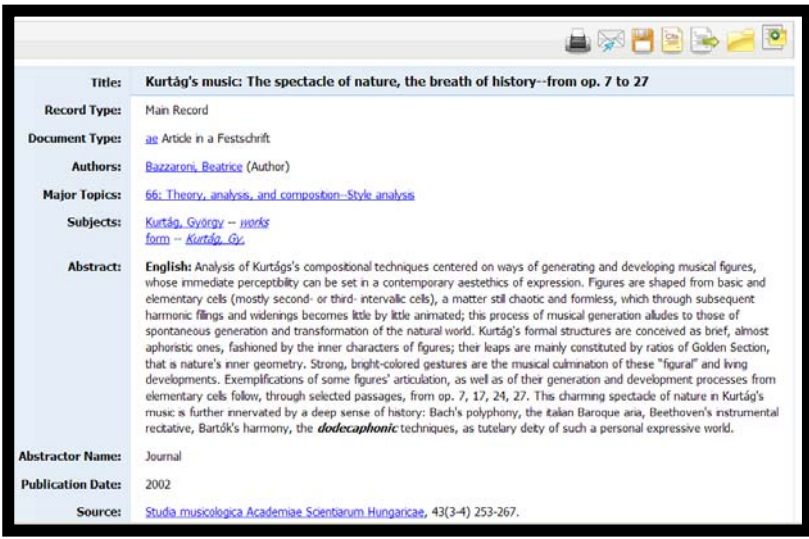 Title: Kurtág's music: The spectacle of nature, the breath of history--from op. 7 to 27
Record Type: Main Record
Document Type: ae Article in a Festschrift
Authors: Bazzaroni, Beatrice (Author)
Major Topics: 66: Theory, analysis, and composition--Style analysis
Subjects: Kurtág, György -- works
form -- Kurtág, Gy.
Abstract: English: Analysis of Kurtágs's compositional techniques centered on ways of generating and developing musical figures,
whose immediate perceptibility can be set in a contemporary aestethics of expression. Figures are shaped from basic and
elementary cells (mostly second- or third- intervallic cells), a matter still chaotic and formless, which through subsequent
harmonic filings and widenings becomes little by little animated; this process of musical generation alludes to those of
spontaneous generation and transformation of the natural world. Kurtág's formal structures are conceived as brief, almost
aphoristic ones, fashioned by the inner characters of figures; their leaps are mainly constituted by ratios of Golden Section,
that is nature's inner geometry. Strong, bright-colored gestures are the musical culmination of these "figural" and living
developments. Exemplifications of some figures' articulation, as well as of their generation and development processes from
elementary cells follow, through selected passages, from op. 7, 17, 24, 27. This charming spectacle of nature in Kurtág's
music is further innervated by a deep sense of history: Bach's polyphony, the italian Baroque aria, Beethoven's instrumental
recitative, Bartók's harmony, the dodecaphonic techniques, as tutelary deity of such a personal expressive world.
Abstractor Name: Journal
Publication Date: 2002
Source: Studia musicologica Academiae Scientiarum Hungaricae, 43(3-4) 253-267.